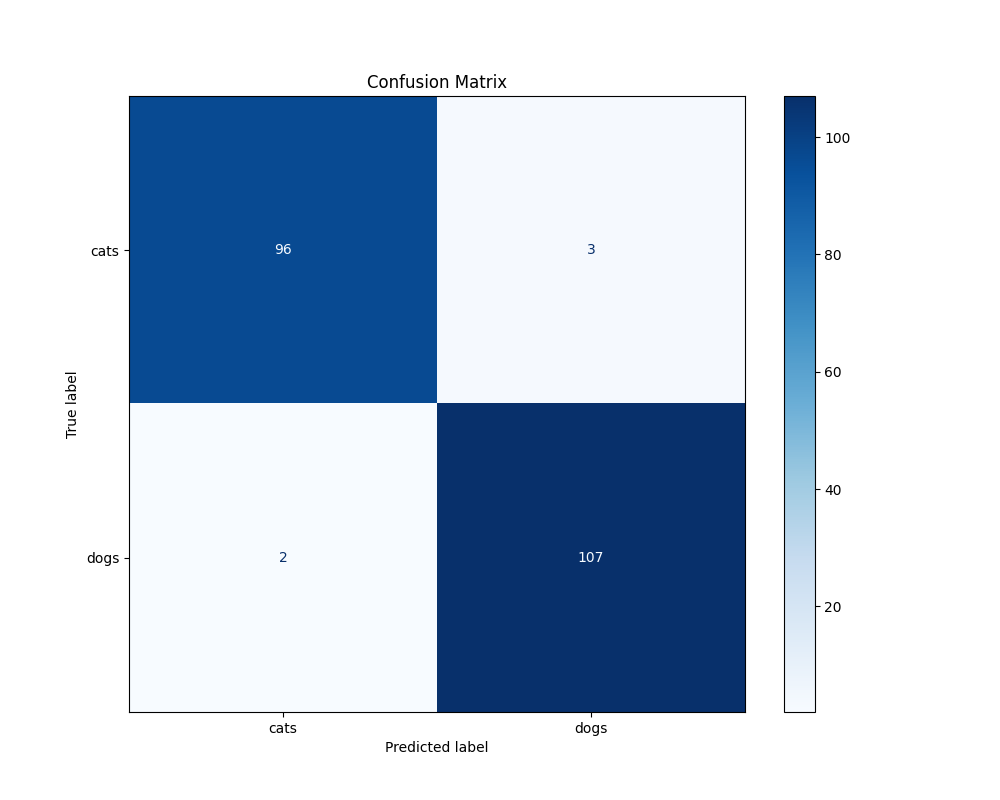 Confusion Matrix
cats
96
3
dogs
2
107
cats
dogs
Predicted label
True label
100
80
60
40
20